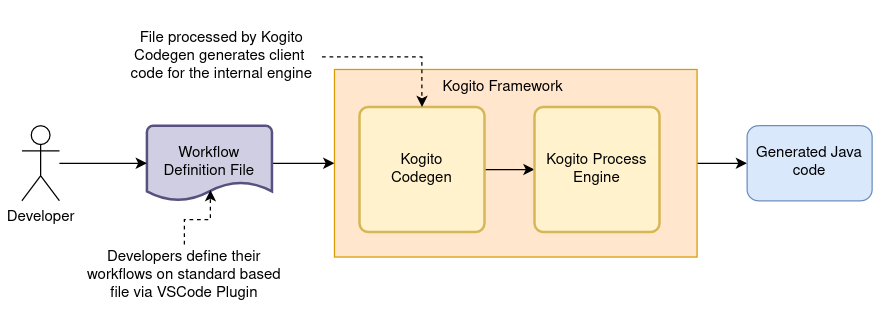 File processed by Kogito
Codegen generates client
code for the internal engine
Kogito Framework
Developer
Workflow
Definition File
Kogito
Codegen
Kogito Process
Engine
Generated Java
code
Developers define their
workflows on standard based
file via VSCode Plugin